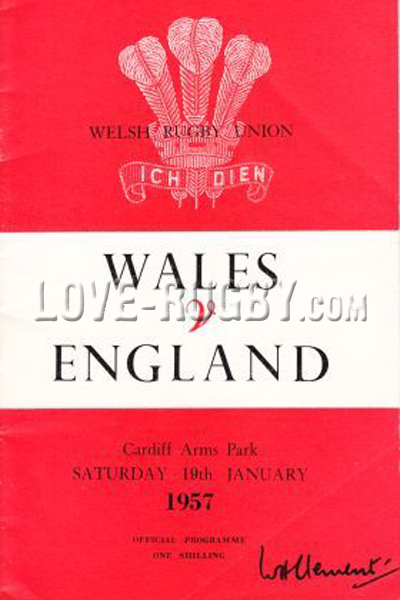 WELSH RUGBY UNION
ICH DIEN
WALES
LOVE-RUGBY.COM
v
ENGLAND
Cardiff Arms Park
SATURDAY 19th JANUARY
1957
OFFICIAL PROGRAMME
ONE SHILLING
W H Clement